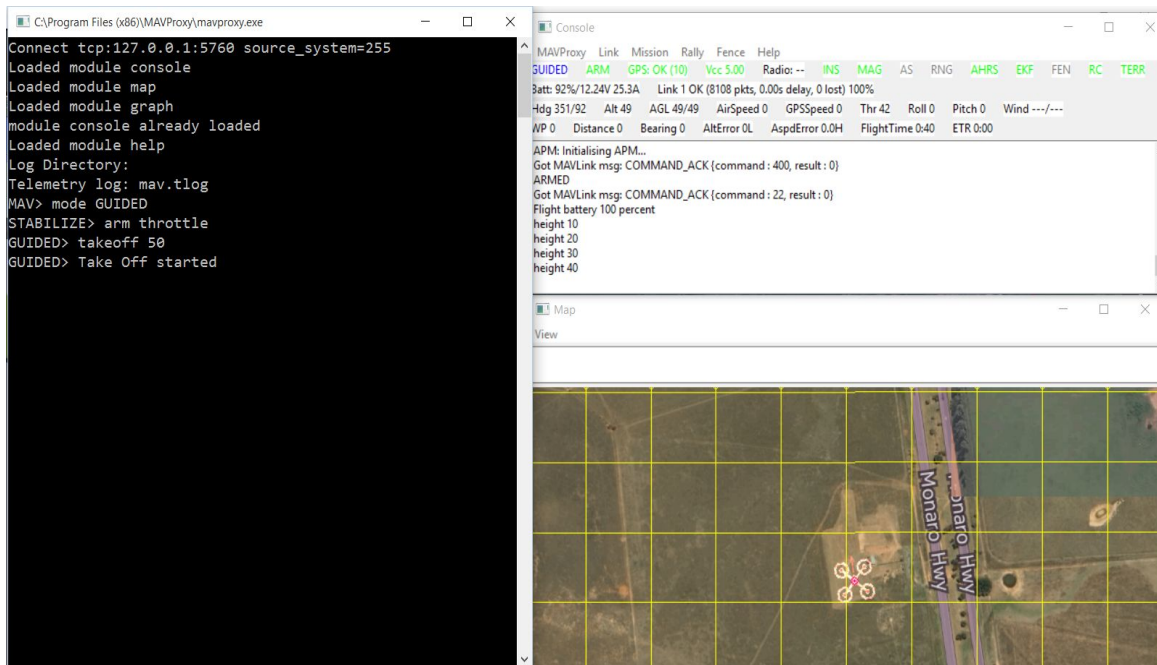 C:\Program Files (x86)\MAVProxy\mavproxy.exe
Connect tcp:127.0.0.1:5760 source_system=255
Loaded module console
Loaded module map
Loaded module graph
module console already loaded
Loaded module help
Log Directory:
Telemetry log: mav.tlog
MAV> mode GUIDED
STABILIZE> arm throttle
GUIDED> takeoff 50
GUIDED> Take Off started
Console
MAVProxy Link Mission Rally Fence Help
GUIDED ARM GPS: OK (10) Vcc 5.00 Radio: -- INS MAG AS RNG AHRS EKF FEN RC TERR
Batt: 92%/12.24V 25.3A Link 1 OK (8108 pkts, 0.00s delay, 0 lost) 100%
Hdg 351/92 Alt 49 AGL 49/49 AirSpeed 0 GPSSpeed 0 Thr 42 Roll 0 Pitch 0 Wind ---/---
WP 0 Distance 0 Bearing 0 AltError 0L AspdError 0.0H FlightTime 0:40 ETR 0:00
APM: Initialising APM...
Got MAVLink msg: COMMAND_ACK {command : 400, result : 0}
ARMED
Got MAVLink msg: COMMAND_ACK {command : 22, result : 0}
Flight battery 100 percent
height 10
height 20
height 30
height 40
Map
View
Monaro Hwy
Monaro Hwy